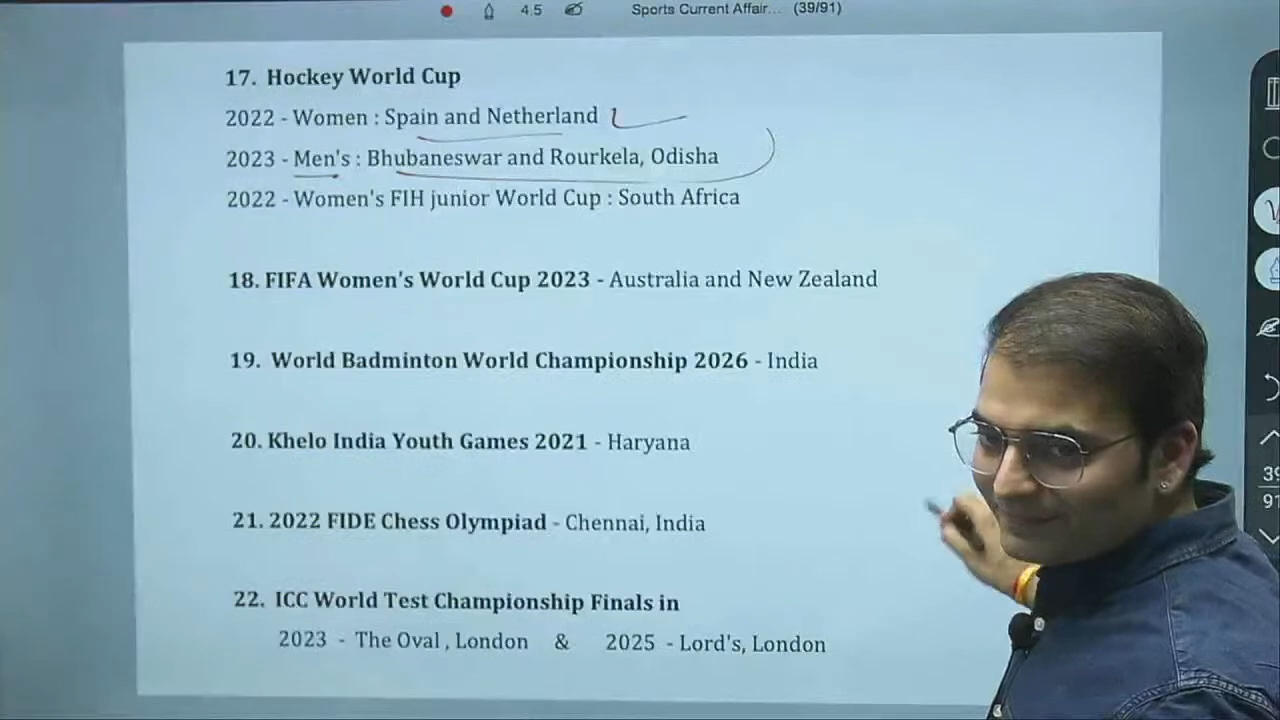 4.5 Sports Current Affair... (39/91)
17. Hockey World Cup
2022 - Women : Spain and Netherland
2023 - Men's : Bhubaneswar and Rourkela, Odisha
2022 - Women's FIH junior World Cup : South Africa
18. FIFA Women's World Cup 2023 - Australia and New Zealand
19. World Badminton World Championship 2026 - India
20. Khelo India Youth Games 2021 - Haryana
21. 2022 FIDE Chess Olympiad - Chennai, India
22. ICC World Test Championship Finals in
2023 - The Oval , London & 2025 - Lord's, London
39
91